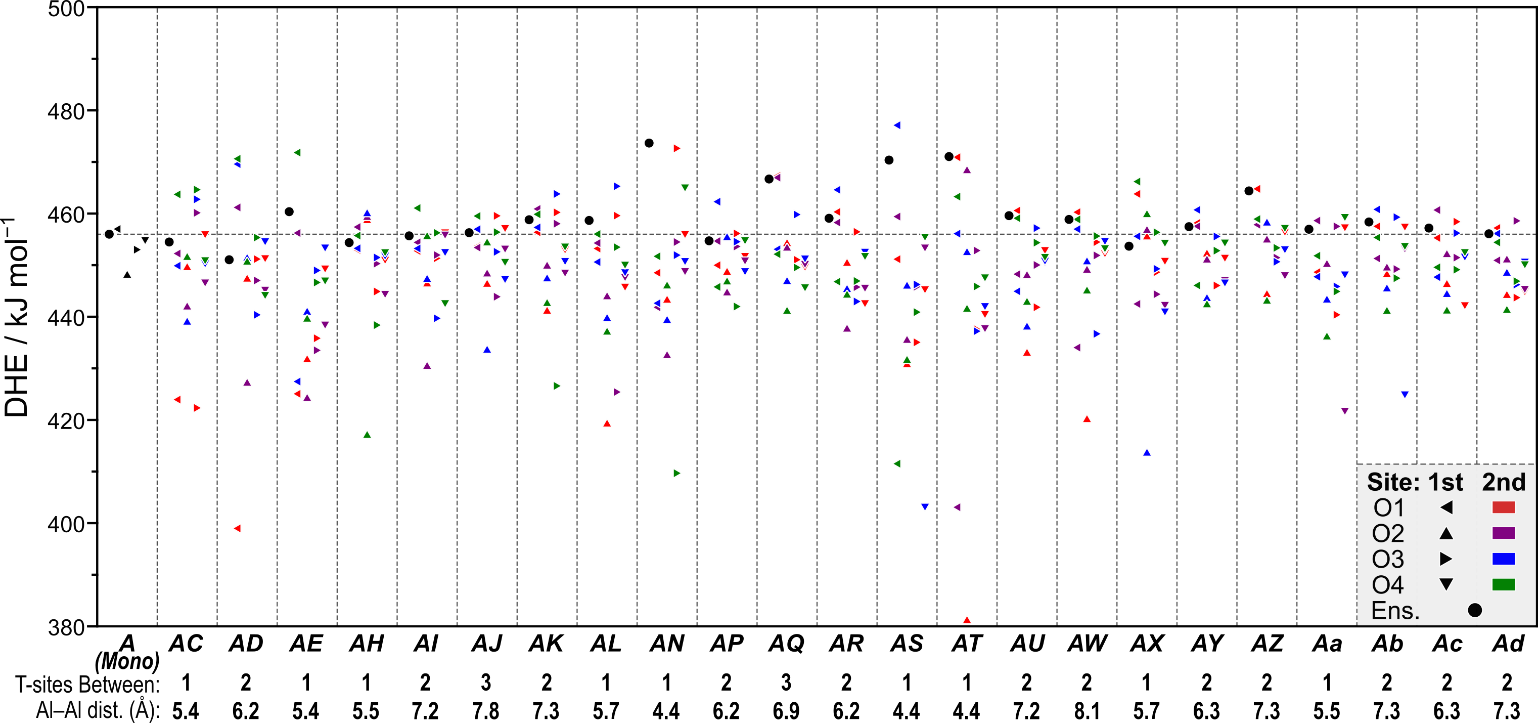 500
480
460
440
420
400
380
DHE / kJ mol⁻¹
Site: 1st 2nd
O1
O2
O3
O4
Ens.
A AC AD AE AH AI AJ AK AL AN AP AQ AR AS AT AU AW AX AY AZ Aa Ab Ac Ad
(Mono)
T-sites Between: 1 2 1 1 2 3 2 1 1 2 3 2 1 1 2 2 1 2 2 1 2 2 2
Al–Al dist. (Å): 5.4 6.2 5.4 5.5 7.2 7.8 7.3 5.7 4.4 6.2 6.9 6.2 4.4 4.4 7.2 8.1 5.7 6.3 7.3 5.5 7.3 6.3 7.3